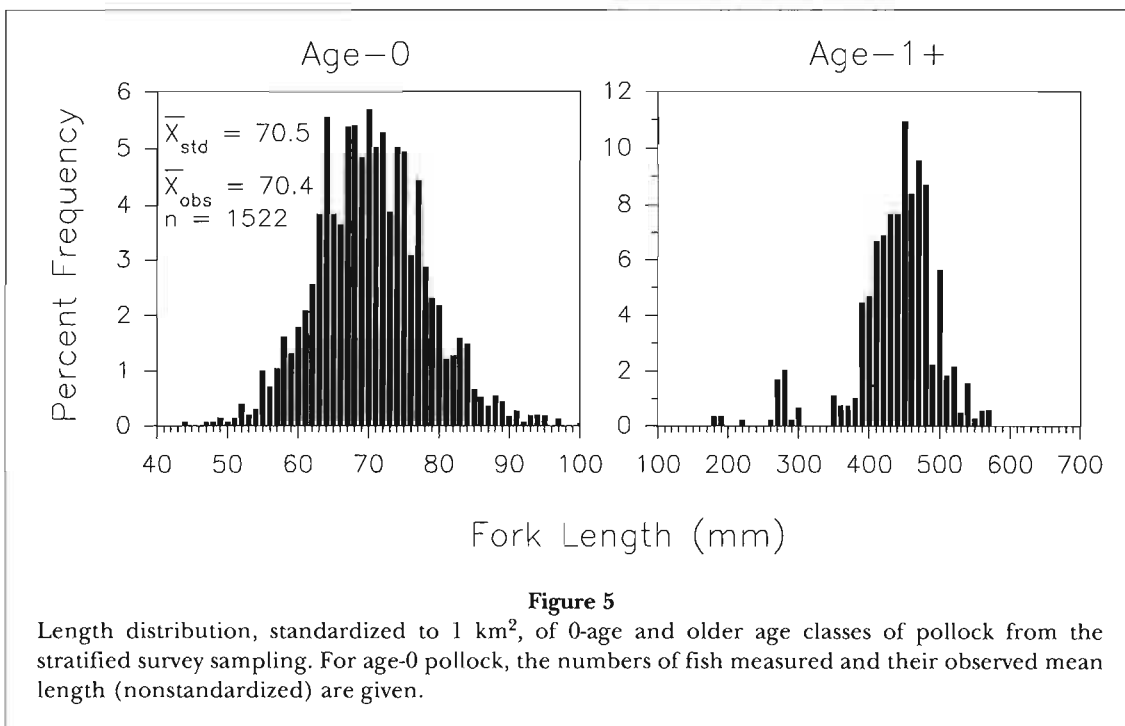 Age-0
Age-1+
Percent Frequency
6
5
4
3
2
1
0
X̅std = 70.5
X̅obs = 70.4
n = 1522
40 50 60 70 80 90 100
12
10
8
6
4
2
0
100 200 300 400 500 600 700
Fork Length (mm)
Figure 5
Length distribution, standardized to 1 km², of 0-age and older age classes of pollock from the
stratified survey sampling. For age-0 pollock, the numbers of fish measured and their observed mean
length (nonstandardized) are given.